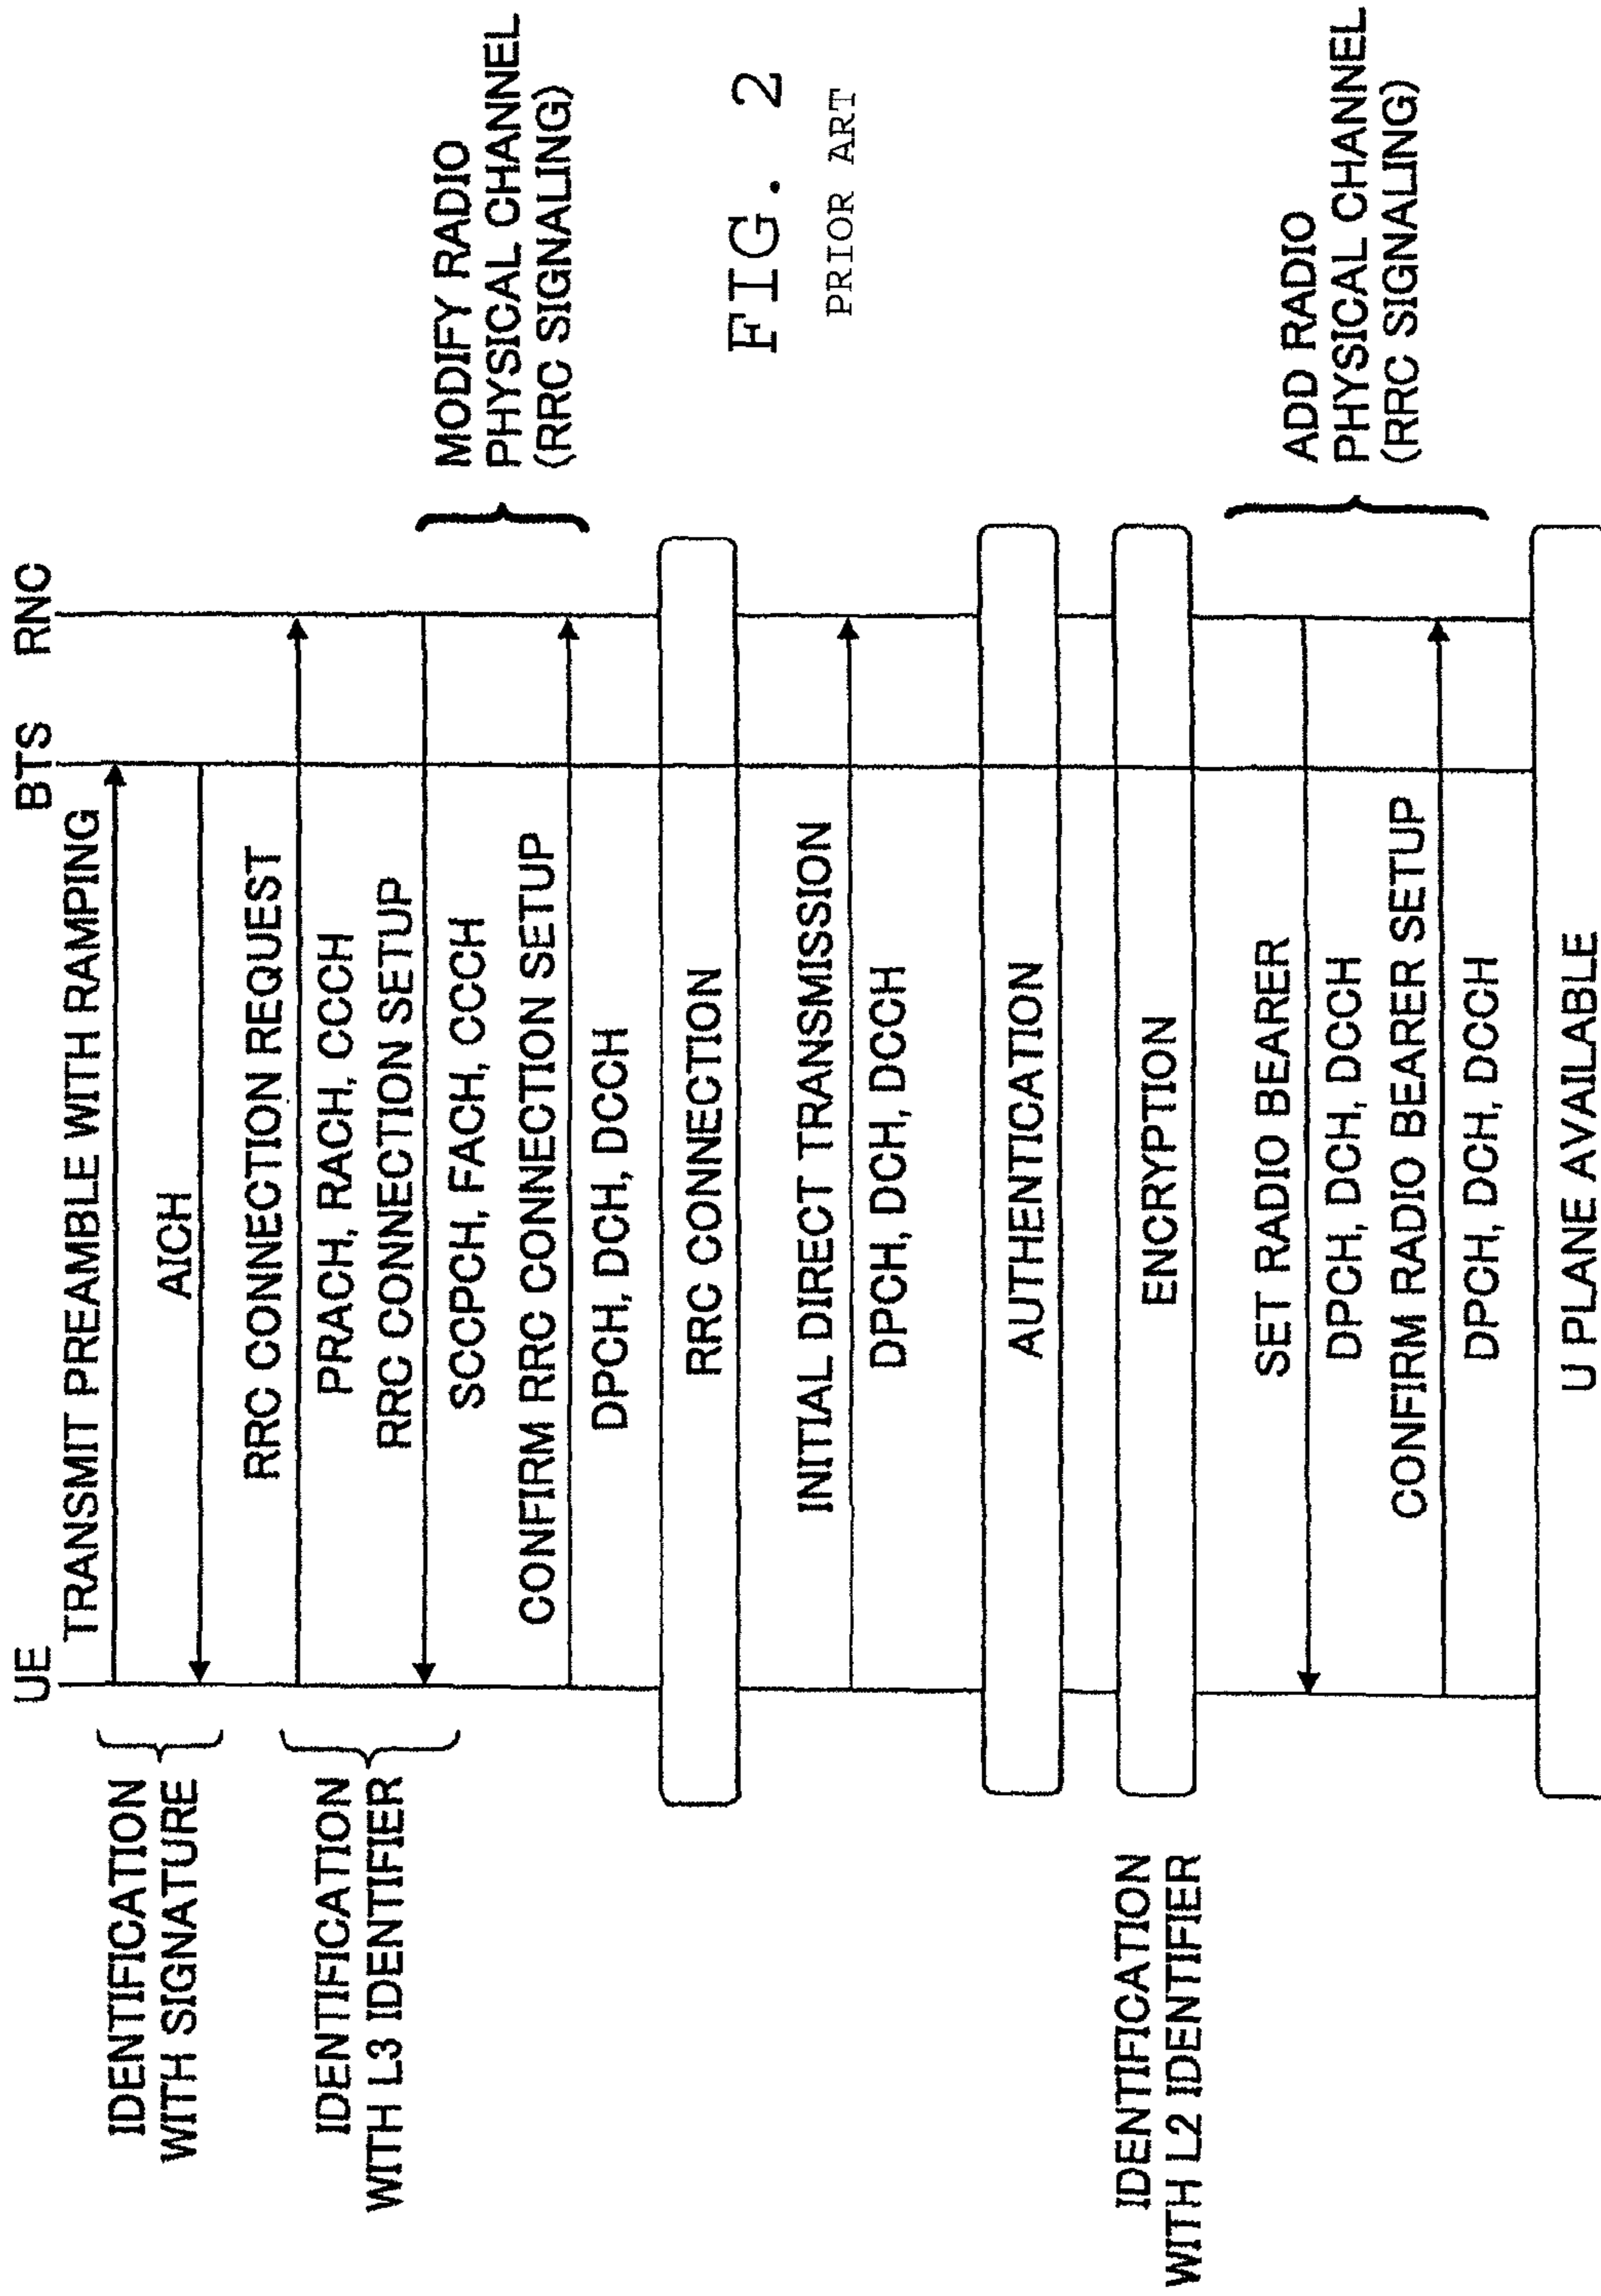 UE
BTS
RNC
TRANSMIT PREAMBLE WITH RAMPING
AICH
IDENTIFICATION
WITH SIGNATURE
RRC CONNECTION REQUEST
PRACH, RACH, CCCH
IDENTIFICATION
WITH L3 IDENTIFIER
RRC CONNECTION SETUP
SCCPCH, FACH, CCCH
MODIFY RADIO
PHYSICAL CHANNEL
(RRC SIGNALING)
CONFIRM RRC CONNECTION SETUP
DPCH, DCH, DCCH
RRC CONNECTION
FIG. 2
PRIOR ART
INITIAL DIRECT TRANSMISSION
DPCH, DCH, DCCH
AUTHENTICATION
ENCRYPTION
IDENTIFICATION
WITH L2 IDENTIFIER
SET RADIO BEARER
DPCH, DCH, DCCH
ADD RADIO
PHYSICAL CHANNEL
(RRC SIGNALING)
CONFIRM RADIO BEARER SETUP
DPCH, DCH, DCCH
U PLANE AVAILABLE